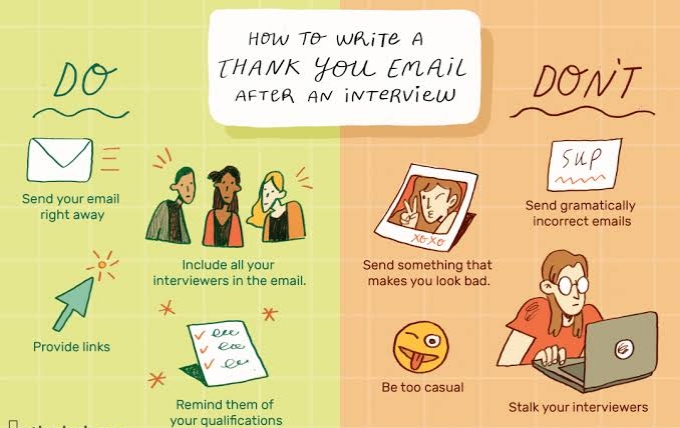 HOW TO WRITE A
THANK YOU EMAIL
AFTER AN INTERVIEW
DO
Send your email
right away
Include all your
interviewers in the email.
Provide links
Remind them of
your qualifications
DON'T
SUP
Send gramatically
incorrect emails
xoxo
Send something that
makes you look bad.
Be too casual
Stalk your interviewers